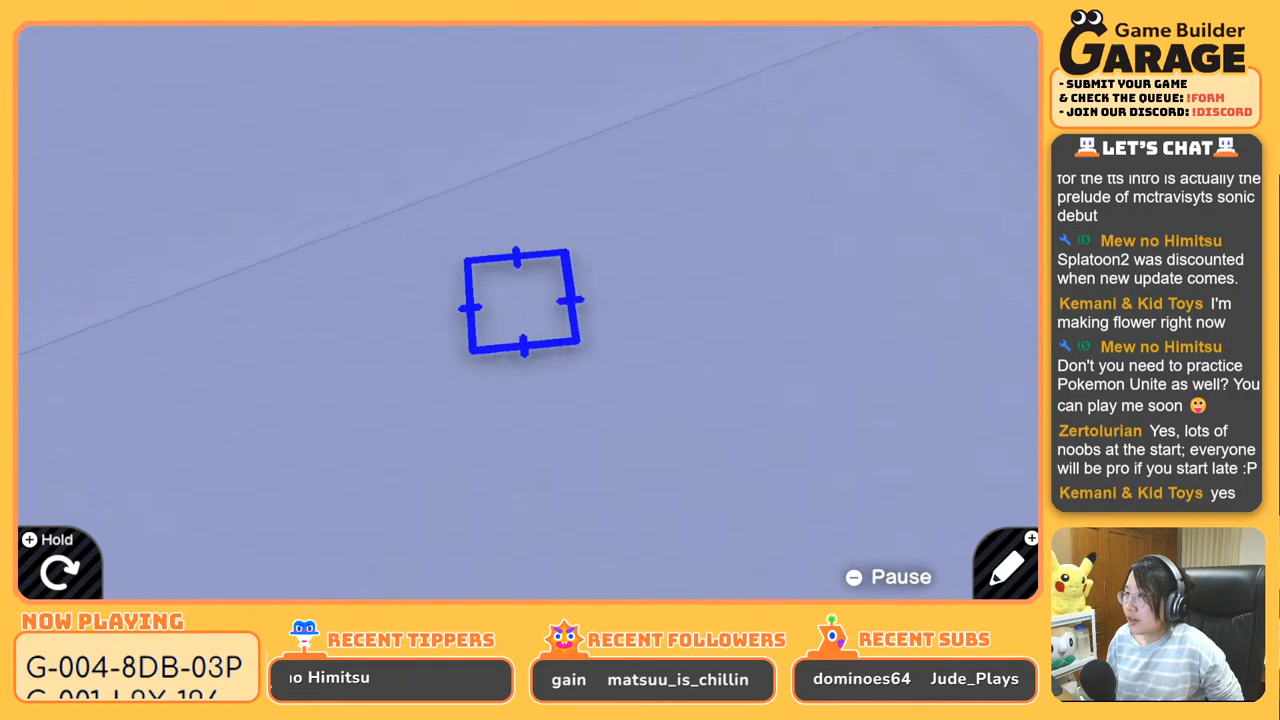 Game Builder
GARAGE
- SUBMIT YOUR GAME
& CHECK THE QUEUE: !FORM
- JOIN OUR DISCORD: !DISCORD
LET'S CHAT
for the tts intro is actually the
prelude of mctravisyts sonic
debut
Mew no Himitsu
Splatoon2 was discounted
when new update comes.
Kemani & Kid Toys I'm
making flower right now
Mew no Himitsu
Don't you need to practice
Pokemon Unite as well? You
can play me soon 😛
Zertolurian Yes, lots of
noobs at the start; everyone
will be pro if you start late :P
Kemani & Kid Toys yes
Hold
Pause
NOW PLAYING
G-004-8DB-03P
RECENT TIPPERS
Himitsu
RECENT FOLLOWERS
gain matsuu_is_chillin
RECENT SUBS
dominoes64 Jude_Plays